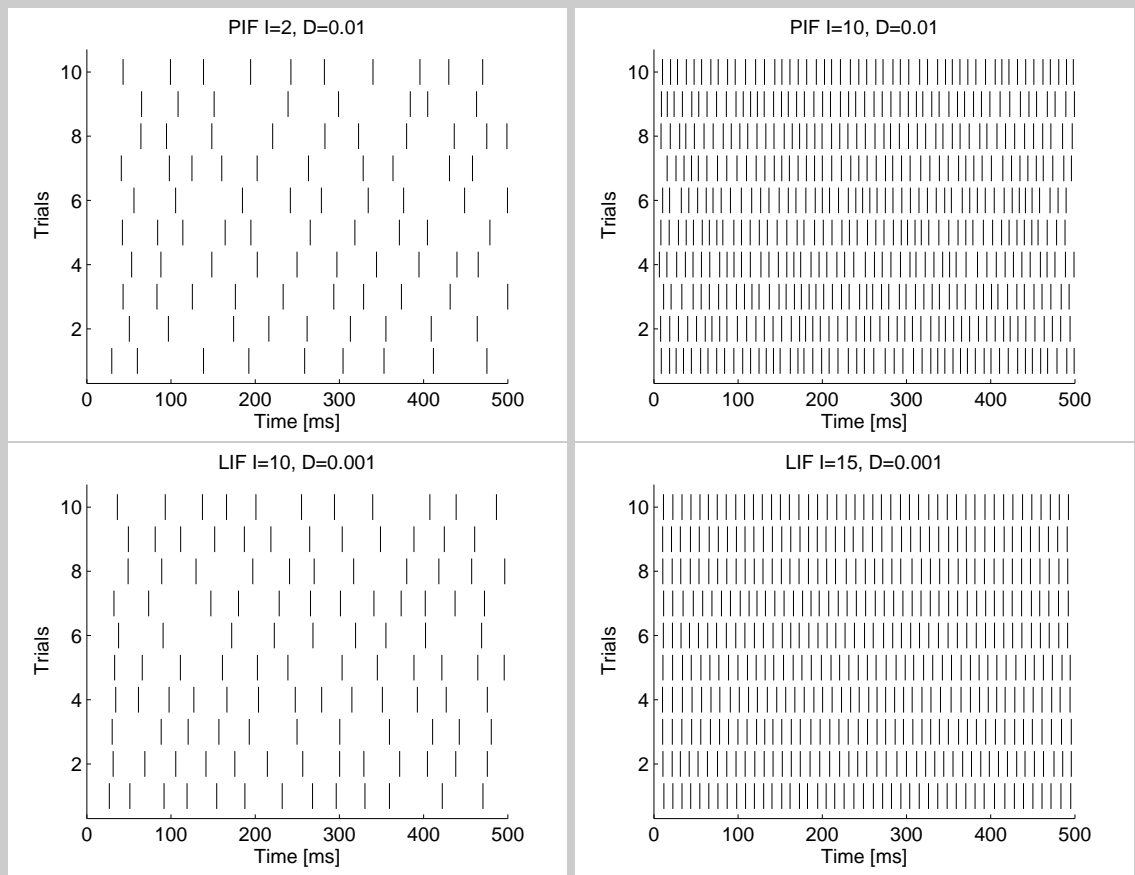 PIF I=2, D=0.01
10
8
6
4
2
Trials
0 100 200 300 400 500
Time [ms]
PIF I=10, D=0.01
10
8
6
4
2
Trials
0 100 200 300 400 500
Time [ms]
LIF I=10, D=0.001
10
8
6
4
2
Trials
0 100 200 300 400 500
Time [ms]
LIF I=15, D=0.001
10
8
6
4
2
Trials
0 100 200 300 400 500
Time [ms]